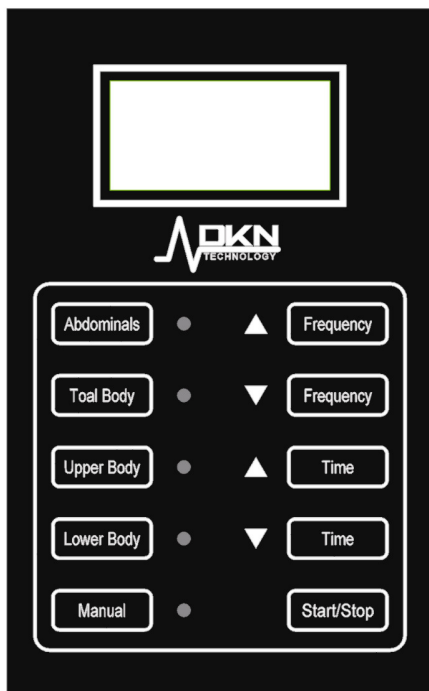 DKN
TECHNOLOGY
Abdominals
Frequency
Toal Body
Frequency
Upper Body
Time
Lower Body
Time
Manual
Start/Stop